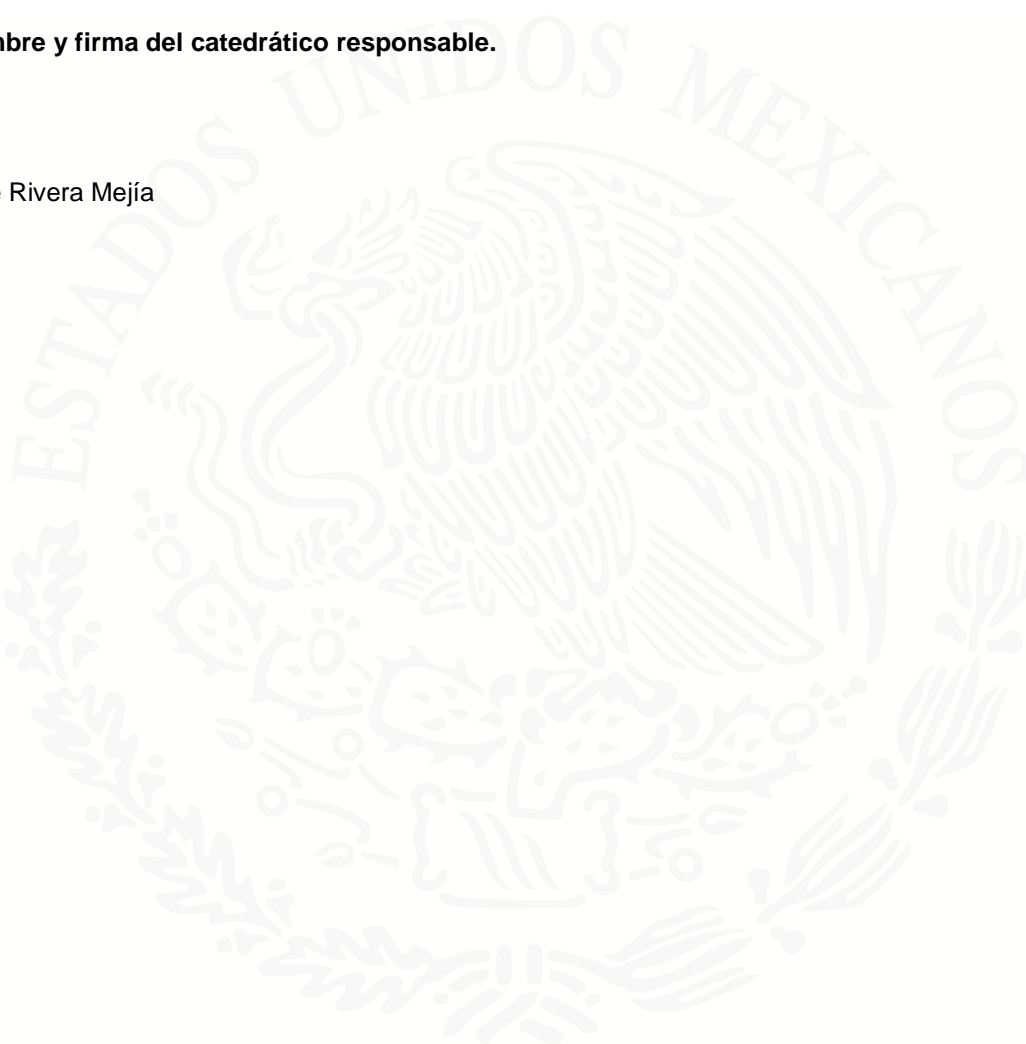 mbre y firma del catedrático responsable.
Rivera Mejía
ESTADOS UNIDOS MEXICANOS